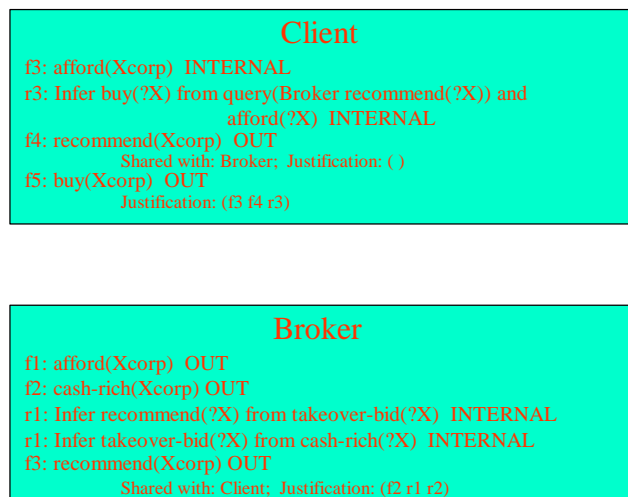 Client
f3: afford(Xcorp) INTERNAL
r3: Infer buy(?X) from query(Broker recommend(?X)) and
afford(?X) INTERNAL
f4: recommend(Xcorp) OUT
Shared with: Broker; Justification: ( )
f5: buy(Xcorp) OUT
Justification: (f3 f4 r3)
Broker
f1: afford(Xcorp) OUT
f2: cash-rich(Xcorp) OUT
r1: Infer recommend(?X) from takeover-bid(?X) INTERNAL
r1: Infer takeover-bid(?X) from cash-rich(?X) INTERNAL
f3: recommend(Xcorp) OUT
Shared with: Client; Justification: (f2 r1 r2)